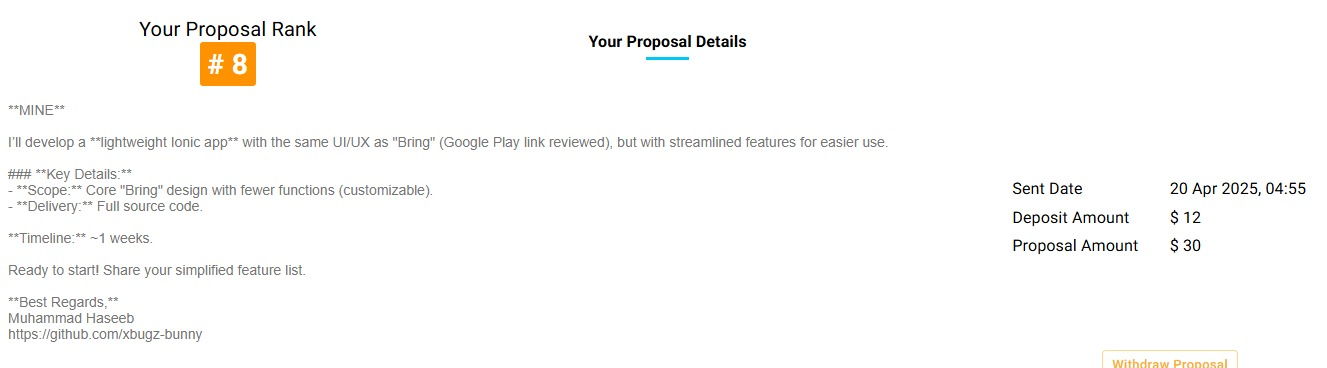 Your Proposal Rank
# 8
Your Proposal Details
**MINE**
I'll develop a **lightweight Ionic app** with the same UI/UX as "Bring" (Google Play link reviewed), but with streamlined features for easier use.
### **Key Details:**
- **Scope:** Core "Bring" design with fewer functions (customizable).
- **Delivery:** Full source code.
**Timeline:** ~1 weeks.
Ready to start! Share your simplified feature list.
**Best Regards,**
Muhammad Haseeb
https://github.com/xbugz-bunny
Sent Date 20 Apr 2025, 04:55
Deposit Amount $ 12
Proposal Amount $ 30
Withdraw Proposal